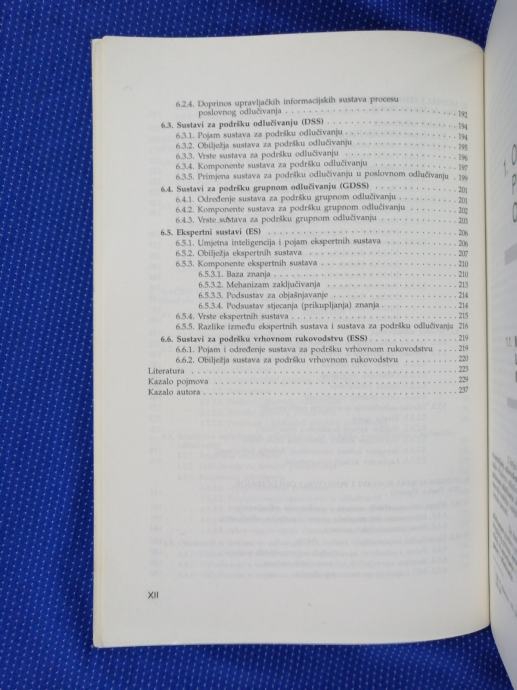 6.2.4. Doprinos upravljačkih informacijskih sustava procesu
poslovnog odlučivanja 192
6.3. Sustavi za podršku odlučivanju (DSS) 194
6.3.1. Pojam sustava za podršku odlučivanju 194
6.3.2. Obilježja sustava za podršku odlučivanju 195
6.3.3. Vrste sustava za podršku odlučivanju 196
6.3.4. Komponente sustava za podršku odlučivanju 197
6.3.5. Primjena sustava za podršku odlučivanju u poslovnom odlučivanju 199
6.4. Sustavi za podršku grupnom odlučivanju (GDSS) 201
6.4.1. Određenje sustava za podršku grupnom odlučivanju 201
6.4.2. Komponente sustava za podršku grupnom odlučivanju 202
6.4.3. Vrste sustava za podršku grupnom odlučivanju 203
6.5. Ekspertni sustavi (ES) 206
6.5.1. Umjetna inteligencija i pojam ekspertnih sustava 206
6.5.2. Obilježja ekspertnih sustava 207
6.5.3. Komponente ekspertnih sustava 210
6.5.3.1. Baza znanja 210
6.5.3.2. Mehanizam zaključivanja 213
6.5.3.3. Podsustav za objašnjavanje 214
6.5.3.4. Podsustav stjecanja (prikupljanja) znanja 214
6.5.4. Vrste ekspertnih sustava 215
6.5.5. Razlike između ekspertnih sustava i sustava za podršku odlučivanju 216
6.6. Sustavi za podršku vrhovnom rukovodstvu (ESS) 219
6.6.1. Pojam i određenje sustava za podršku vrhovnom rukovodstvu 219
6.6.2. Obilježja sustava za podršku vrhovnom rukovodstvu 220
Literatura 223
Kazalo pojmova 229
Kazalo autora 237
XII